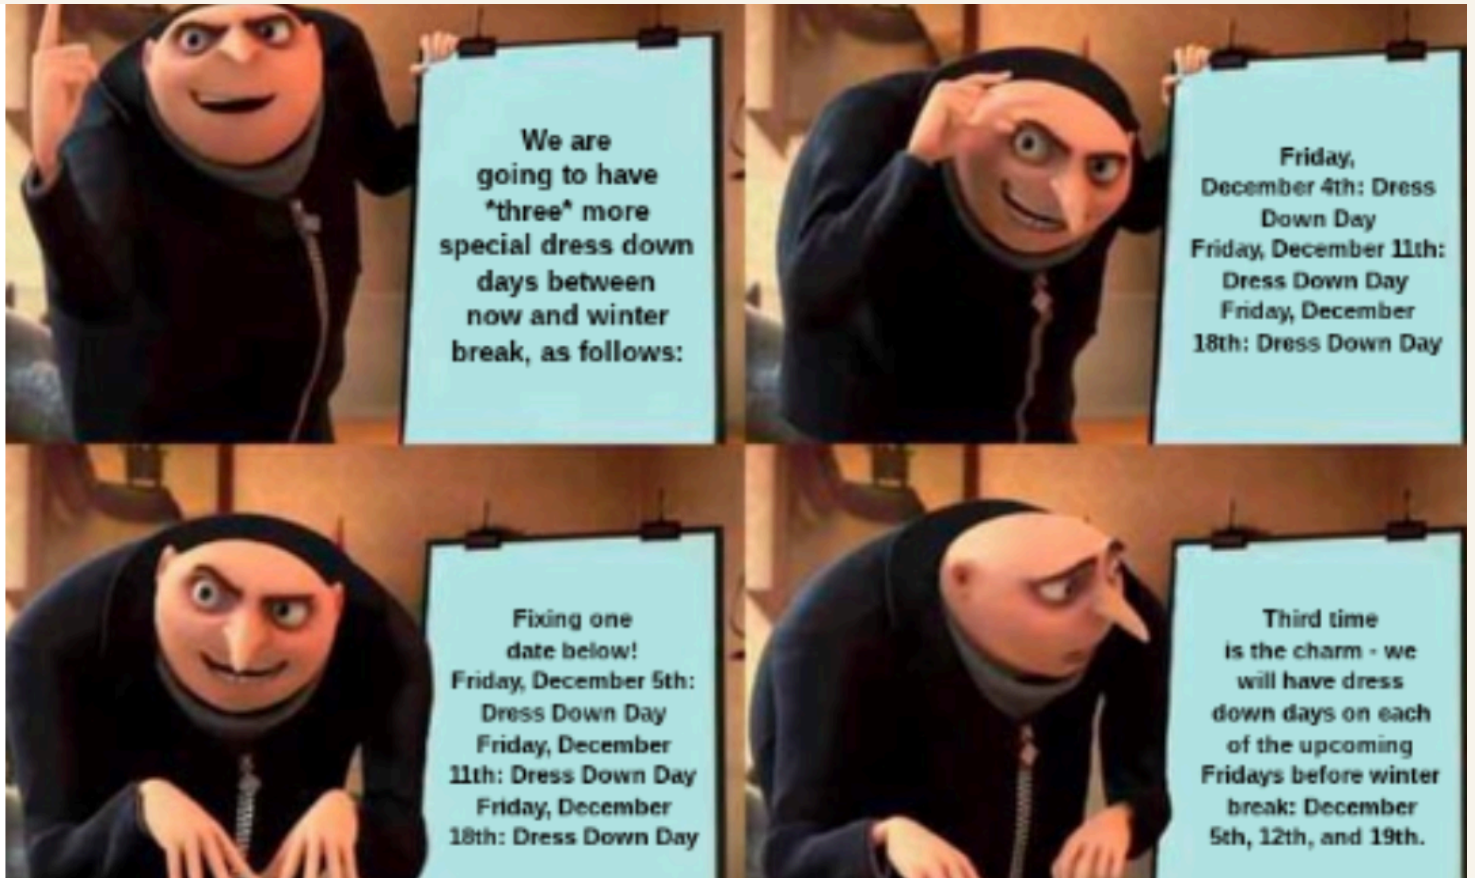 We are
going to have
*three* more
special dress down
days between
now and winter
break, as follows:
Friday,
December 4th: Dress
Down Day
Friday, December 11th:
Dress Down Day
Friday, December
18th: Dress Down Day
Fixing one
date below!
Friday, December 5th:
Dress Down Day
Friday, December
11th: Dress Down Day
Friday, December
18th: Dress Down Day
Third time
is the charm - we
will have dress
down days on each
of the upcoming
Fridays before winter
break: December
5th, 12th, and 19th.